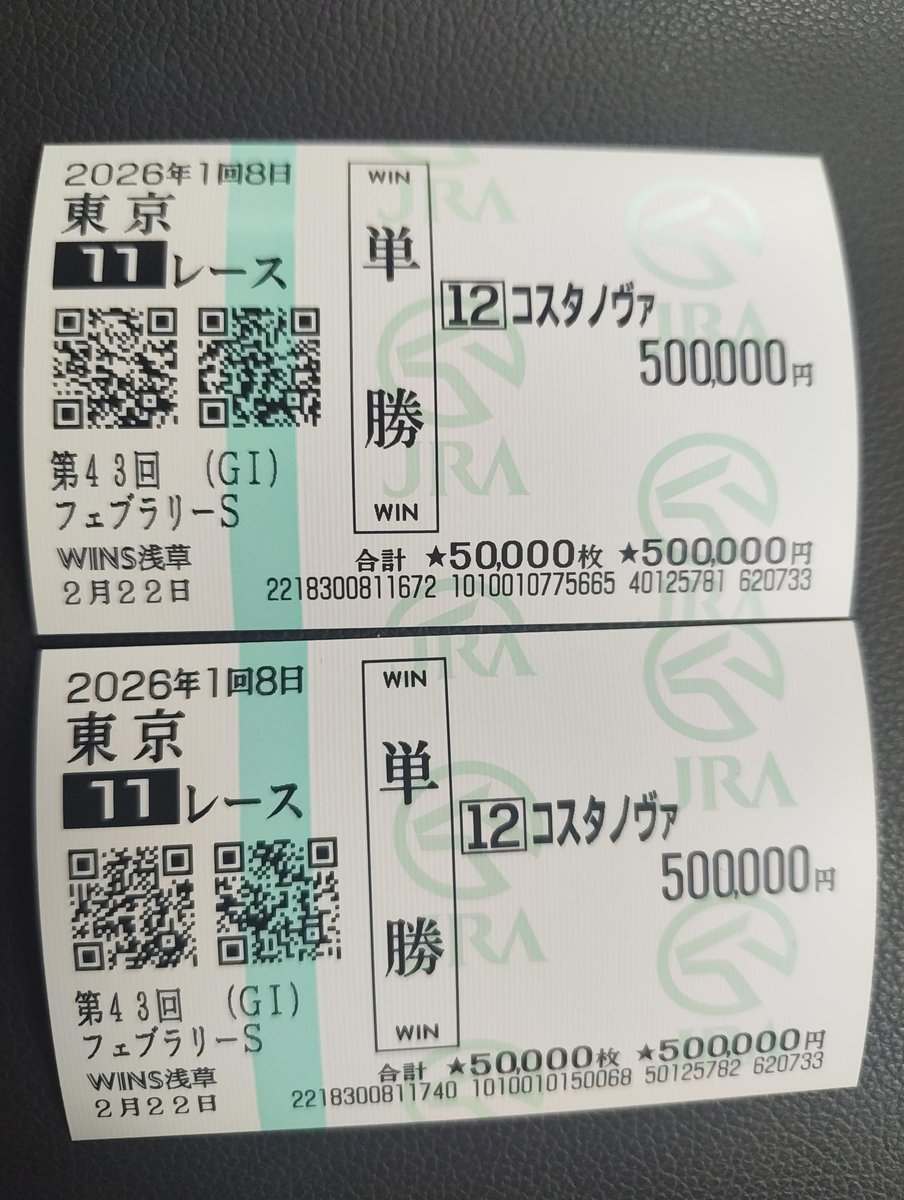 2026年1回8日
東京
11レース
WIN
単勝
WIN
12 コスタノヴァ
500,000円
第43回 (GI)
フェブラリーS
WINS浅草
2月22日
合計 ★50,000枚 ★500,000円
2218300811672 1010010775665 40125781 620733
JRA
JRA
JRA
JRA
2026年1回8日
東京
11レース
WIN
単勝
WIN
12 コスタノヴァ
500,000円
第43回 (GI)
フェブラリーS
WINS浅草
2月22日
合計 ★50,000枚 ★500,000円
2218300811740 1010010150068 50125782 620733
JRA
JRA
JRA